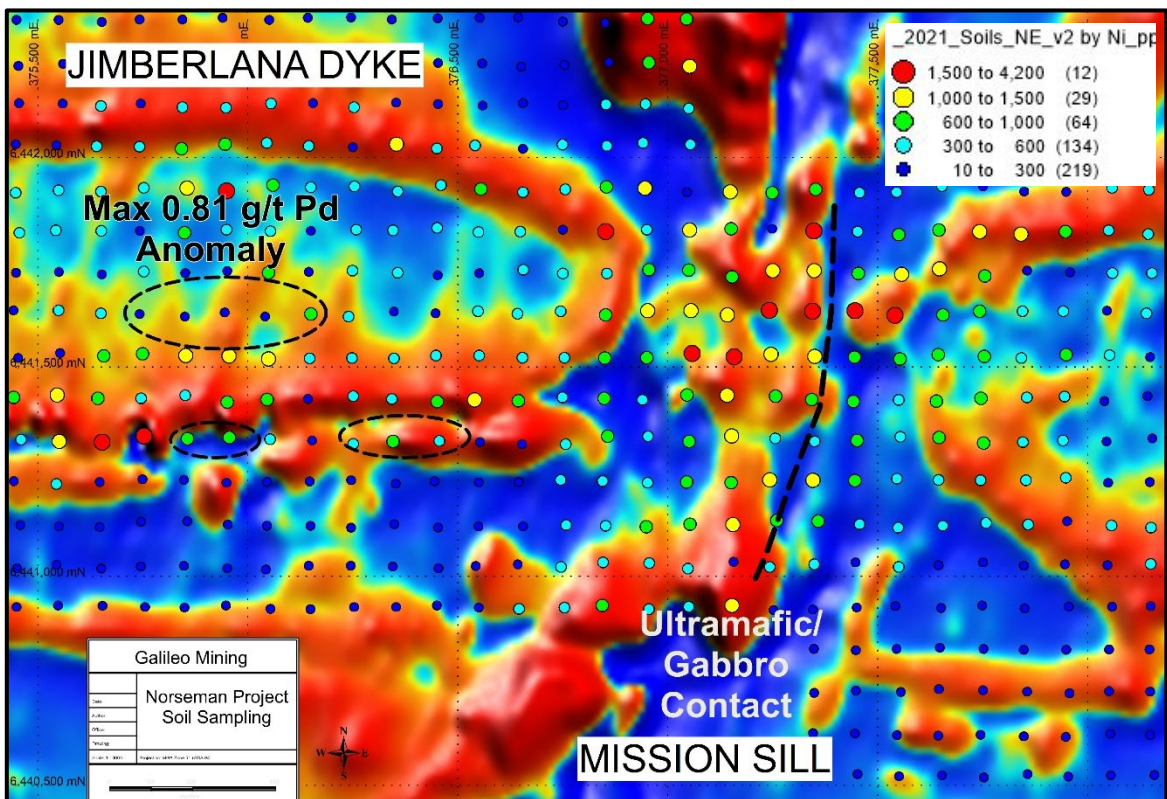 375,500 mE
mE
376,500 mE
377,000 mE
377,500 mE
JIMBERLANA DYKE
_2021_Soils_NE_v2 by Ni_pp
1,500 to 4,200 (12)
1,000 to 1,500 (29)
600 to 1,000 (64)
300 to 600 (134)
10 to 300 (219)
6,442,000 mN
Max 0.81 g/t Pd
Anomaly
6,441,500 mN
6,441,000 mN
Ultramafic/
Gabbro
Contact
MISSION SILL
Galileo Mining
Norseman Project
Soil Sampling
N
W E
S
6,440,500 mN